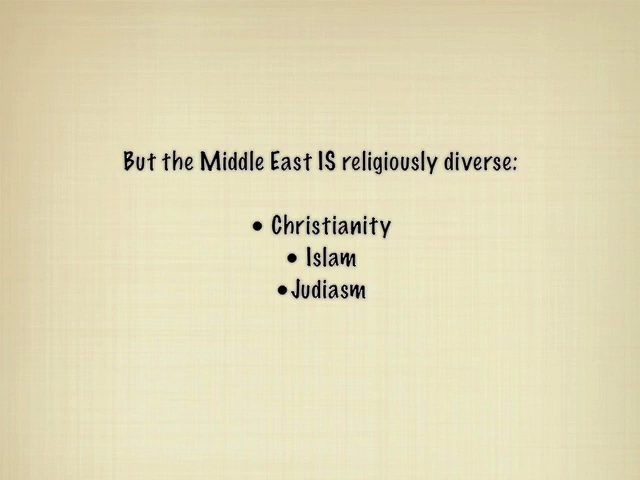 But the Middle East IS religiously diverse:
• Christianity
• Islam
•Judiasm